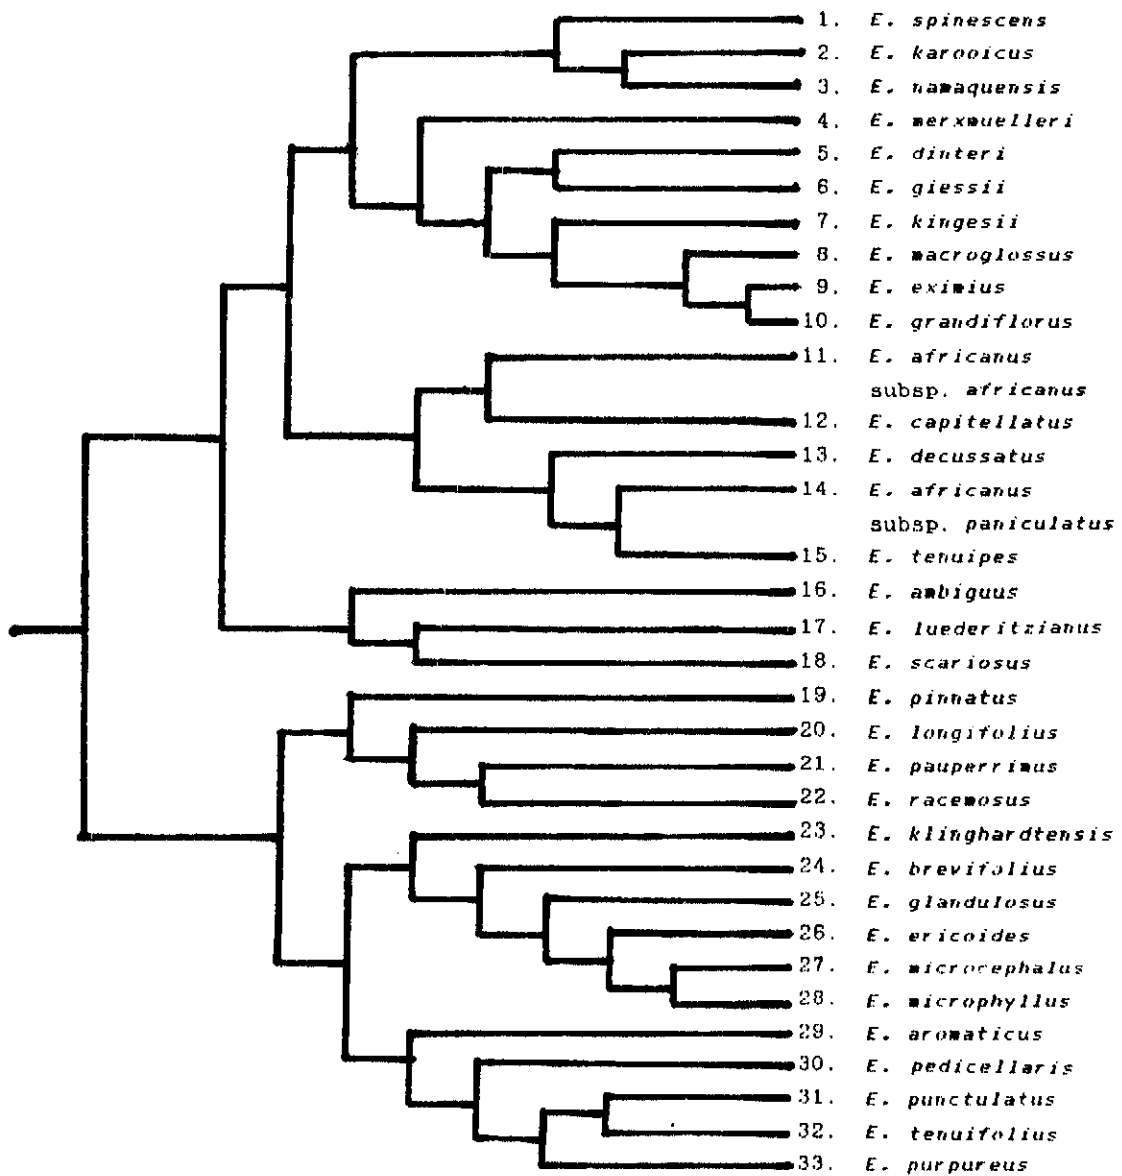 1. E. spinescens
2. E. karooicus
3. E. namaquensis
4. E. merxmuelleri
5. E. dinteri
6. E. giessii
7. E. kingesii
8. E. macroglossus
9. E. eximius
10. E. grandiflorus
11. E. africanus
subsp. africanus
12. E. capitellatus
13. E. decussatus
14. E. africanus
subsp. paniculatus
15. E. tenuipes
16. E. ambiguus
17. E. luederitzianus
18. E. scariosus
19. E. pinnatus
20. E. longifolius
21. E. pauperrimus
22. E. racemosus
23. E. klinghardtensis
24. E. brevifolius
25. E. glandulosus
26. E. ericoides
27. E. microcephalus
28. E. microphyllus
29. E. aromaticus
30. E. pedicellaris
31. E. punctulatus
32. E. tenuifolius
33. E. purpureus